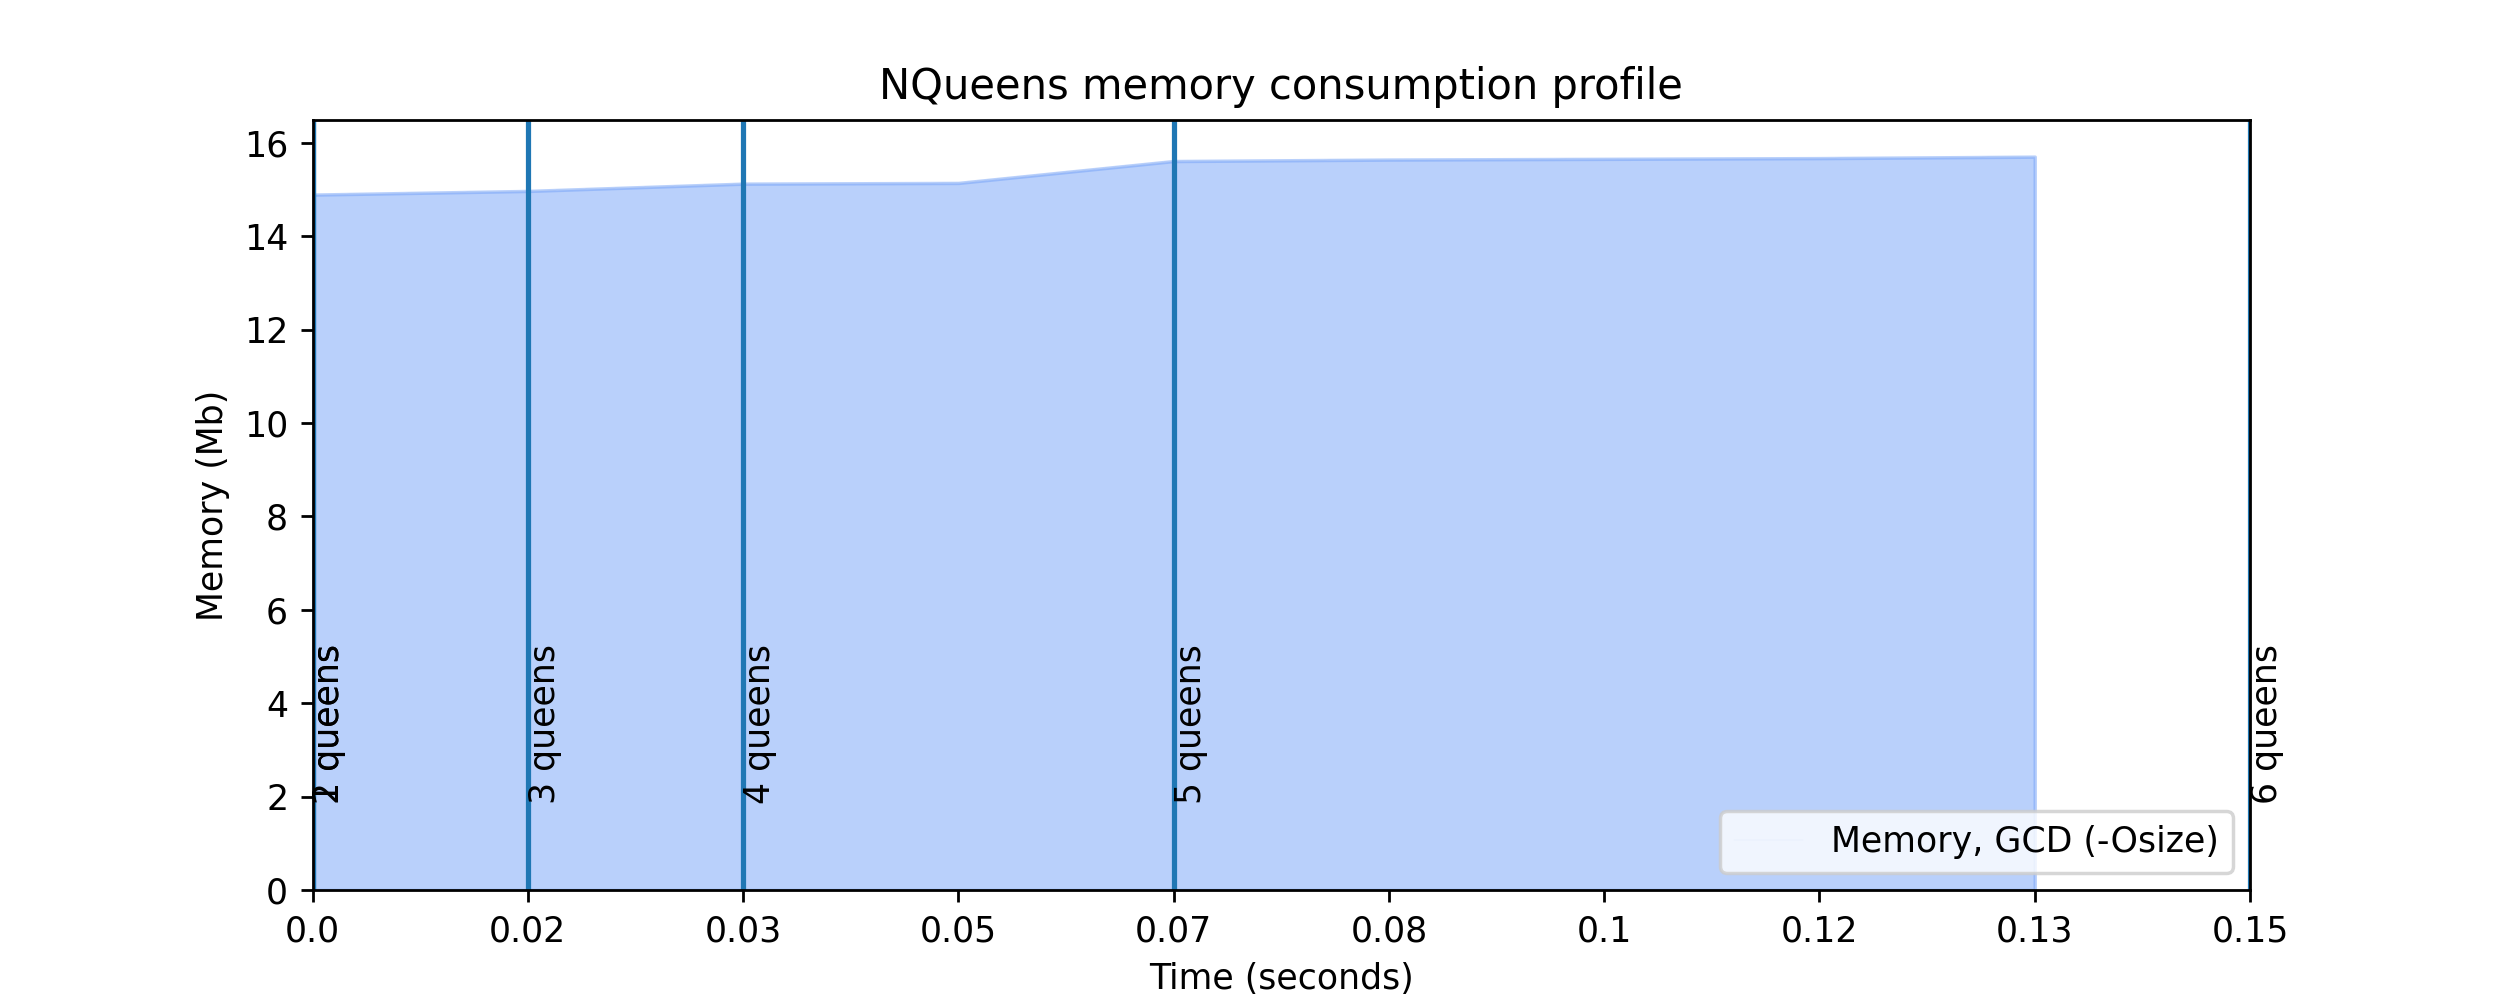 NQueens memory consumption profile
16
14
12
10
8
6
4
2
0
Memory (Mb)
queens
3 queens
4 queens
5 queens
6 queens
Memory, GCD (-Osize)
0.0 0.02 0.03 0.05 0.07 0.08 0.1 0.12 0.13 0.15
Time (seconds)